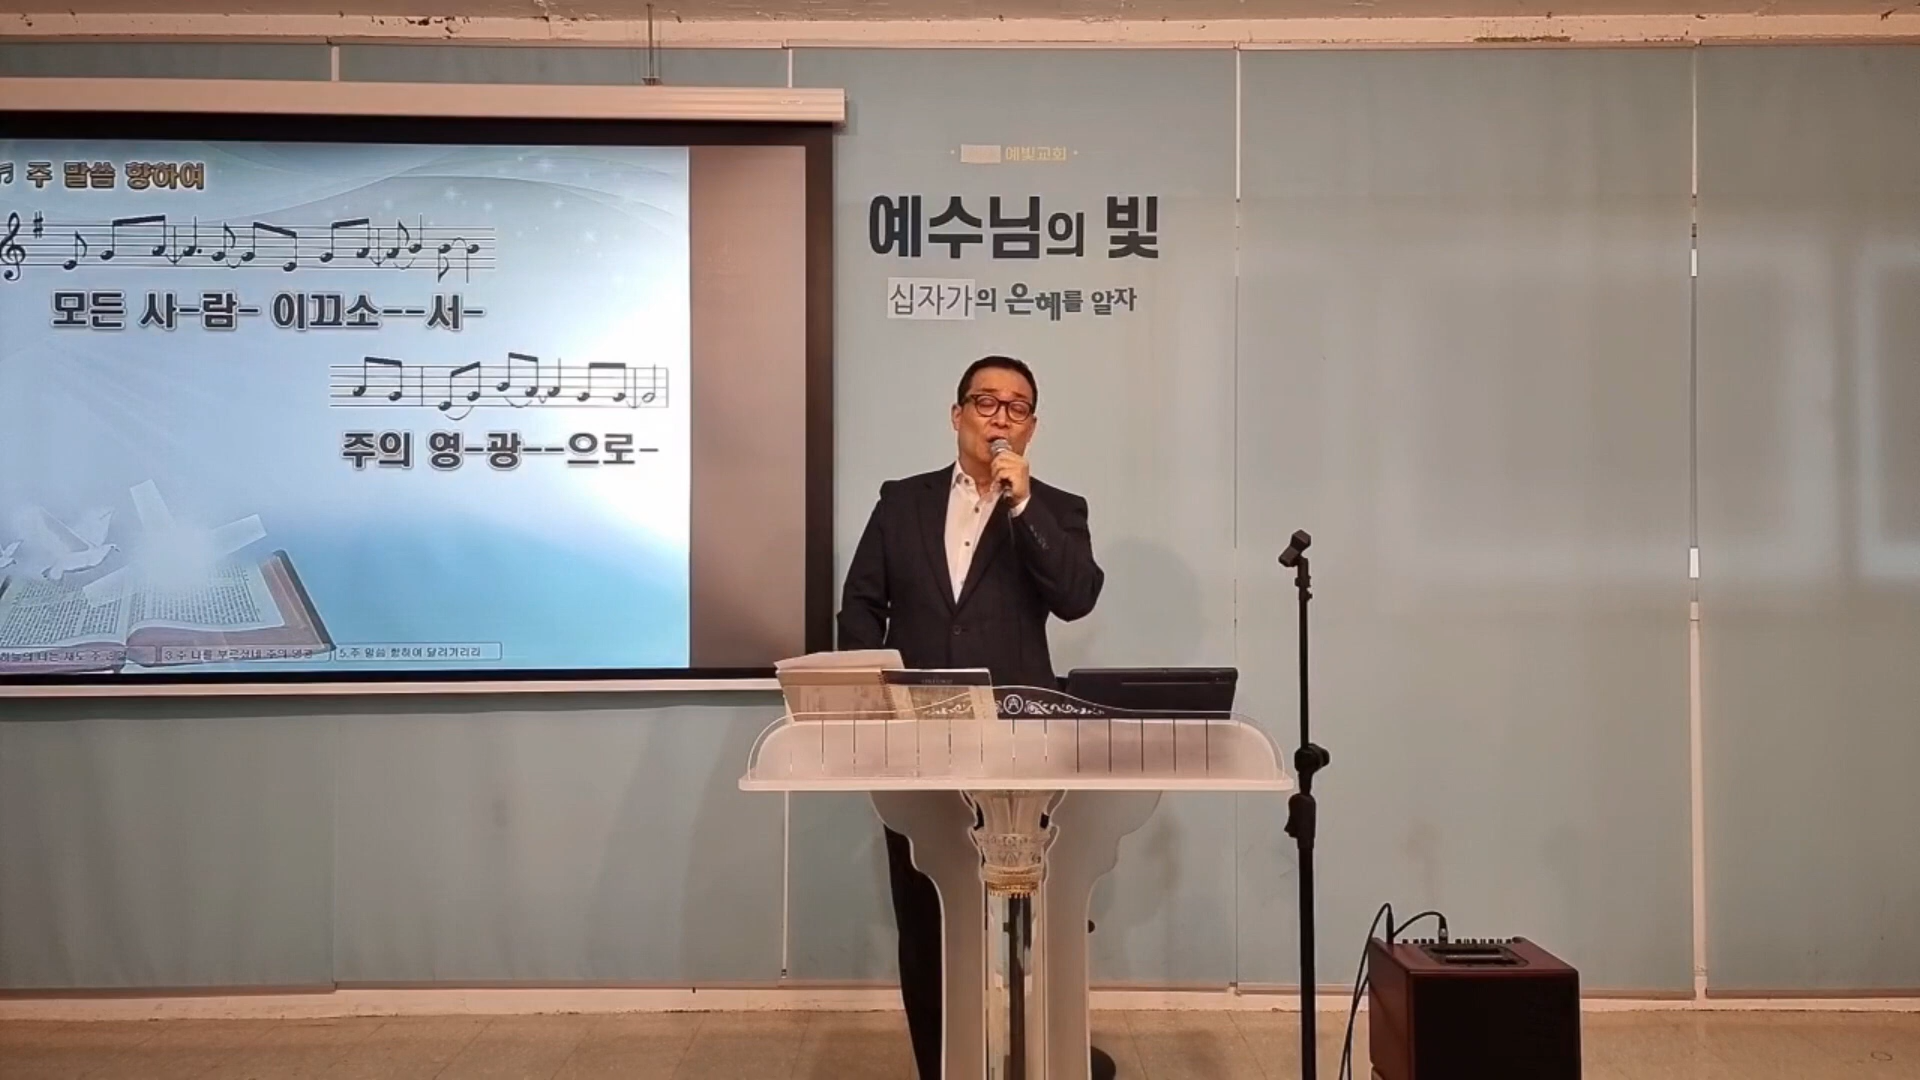 주 말씀 향하여
모든 사-람- 이끄소--서-
주의 영-광--으로-
3.주 나를 부르셨네 주의 영광
5.주 말씀 향하여 달려가리라
예빛교회
예수님의 빛
십자가의 은혜를 알자